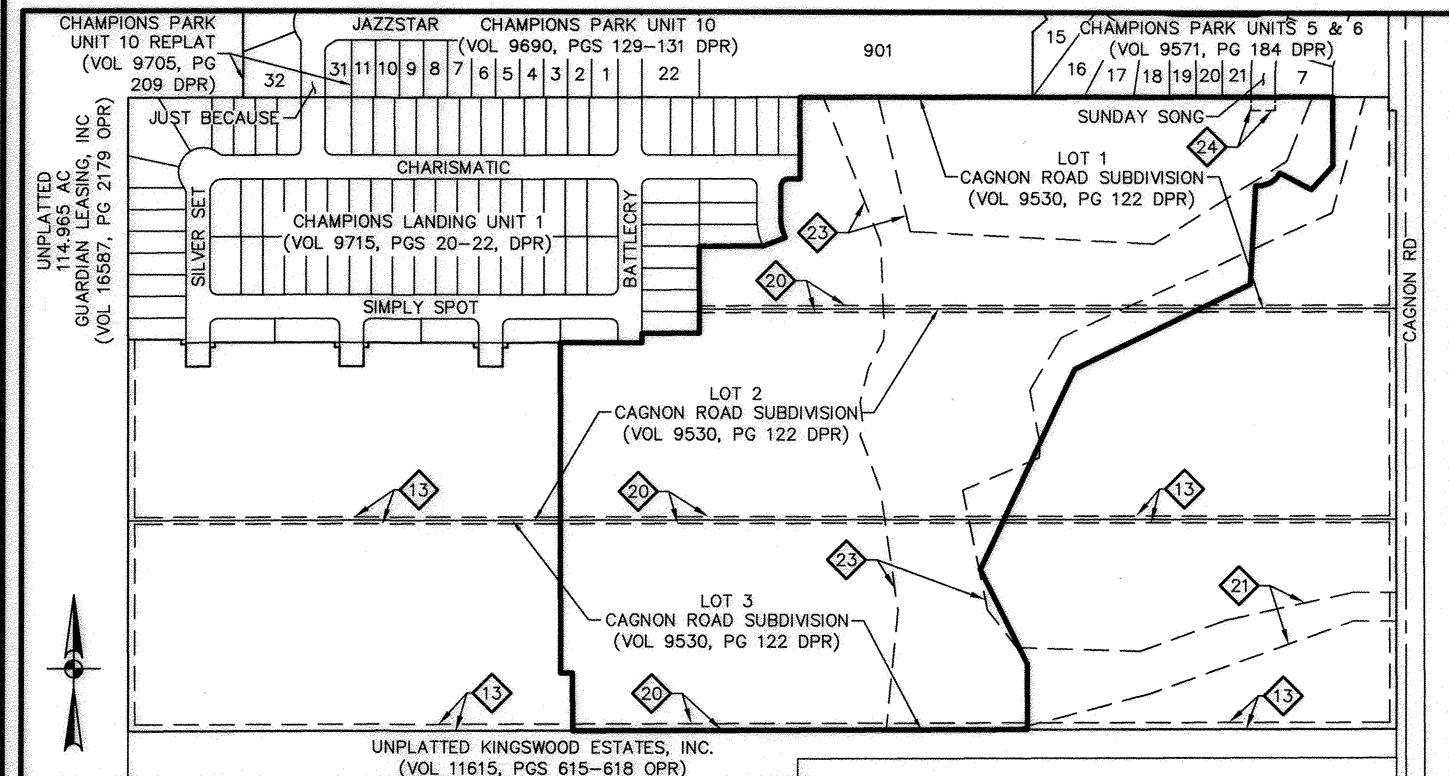 CHAMPIONS PARK
UNIT 10 REPLAT
(VOL 9705, PG
209 DPR)
JAZZSTAR
CHAMPIONS PARK UNIT 10
(VOL 9690, PGS 129-131 DPR)
901
CHAMPIONS PARK UNITS 5 & 6
(VOL 9571, PG 184 DPR)
32
31
11
10
9
8
7
6
5
4
3
2
1
22
15
16
17
18
19
20
21
7
JUST BECAUSE
SUNDAY SONG
24
UNPLATTED
114.965 AC
GUARDIAN LEASING, INC
(VOL 16587, PG 2179 OPR)
CHARISMATIC
SILVER SET
CHAMPIONS LANDING UNIT 1
(VOL 9715, PGS 20-22, DPR)
BATTLECRY
SIMPLY SPOT
LOT 1
CAGNON ROAD SUBDIVISION
(VOL 9530, PG 122 DPR)
23
20
CAGNON RD
LOT 2
CAGNON ROAD SUBDIVISION
(VOL 9530, PG 122 DPR)
13
20
13
23
21
LOT 3
CAGNON ROAD SUBDIVISION
(VOL 9530, PG 122 DPR)
13
20
13
UNPLATTED KINGSWOOD ESTATES, INC.
(VOL 11615, PGS 615-618 OPR)